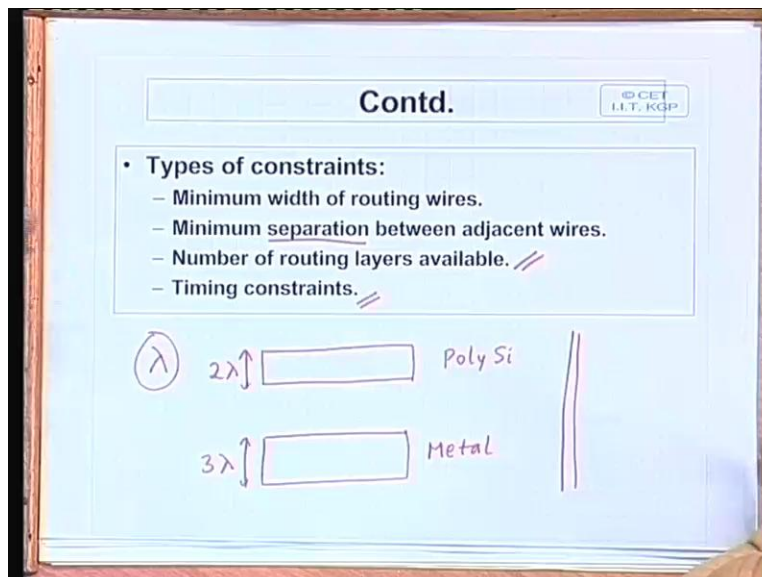 Contd.
© CET
I.I.T. KGP
• Types of constraints:
– Minimum width of routing wires.
– Minimum separation between adjacent wires.
– Number of routing layers available.
– Timing constraints.
λ
2λ Poly Si
3λ Metal